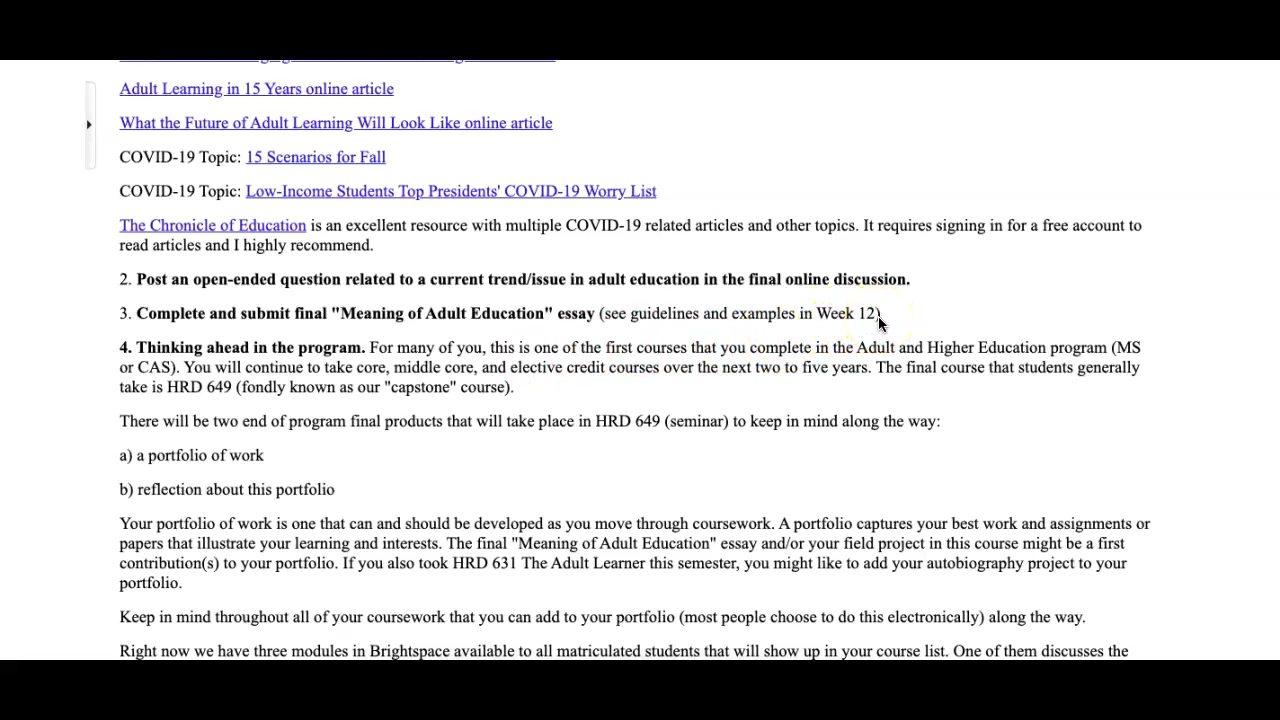 Adult Learning in 15 Years online article
What the Future of Adult Learning Will Look Like online article
COVID-19 Topic: 15 Scenarios for Fall
COVID-19 Topic: Low-Income Students Top Presidents' COVID-19 Worry List
The Chronicle of Education is an excellent resource with multiple COVID-19 related articles and other topics. It requires signing in for a free account to
read articles and I highly recommend.
2. Post an open-ended question related to a current trend/issue in adult education in the final online discussion.
3. Complete and submit final "Meaning of Adult Education" essay (see guidelines and examples in Week 12)
4. Thinking ahead in the program. For many of you, this is one of the first courses that you complete in the Adult and Higher Education program (MS
or CAS). You will continue to take core, middle core, and elective credit courses over the next two to five years. The final course that students generally
take is HRD 649 (fondly known as our "capstone" course).
There will be two end of program final products that will take place in HRD 649 (seminar) to keep in mind along the way:
a) a portfolio of work
b) reflection about this portfolio
Your portfolio of work is one that can and should be developed as you move through coursework. A portfolio captures your best work and assignments or
papers that illustrate your learning and interests. The final "Meaning of Adult Education" essay and/or your field project in this course might be a first
contribution(s) to your portfolio. If you also took HRD 631 The Adult Learner this semester, you might like to add your autobiography project to your
portfolio.
Keep in mind throughout all of your coursework that you can add to your portfolio (most people choose to do this electronically) along the way.
Right now we have three modules in Brightspace available to all matriculated students that will show up in your course list. One of them discusses the